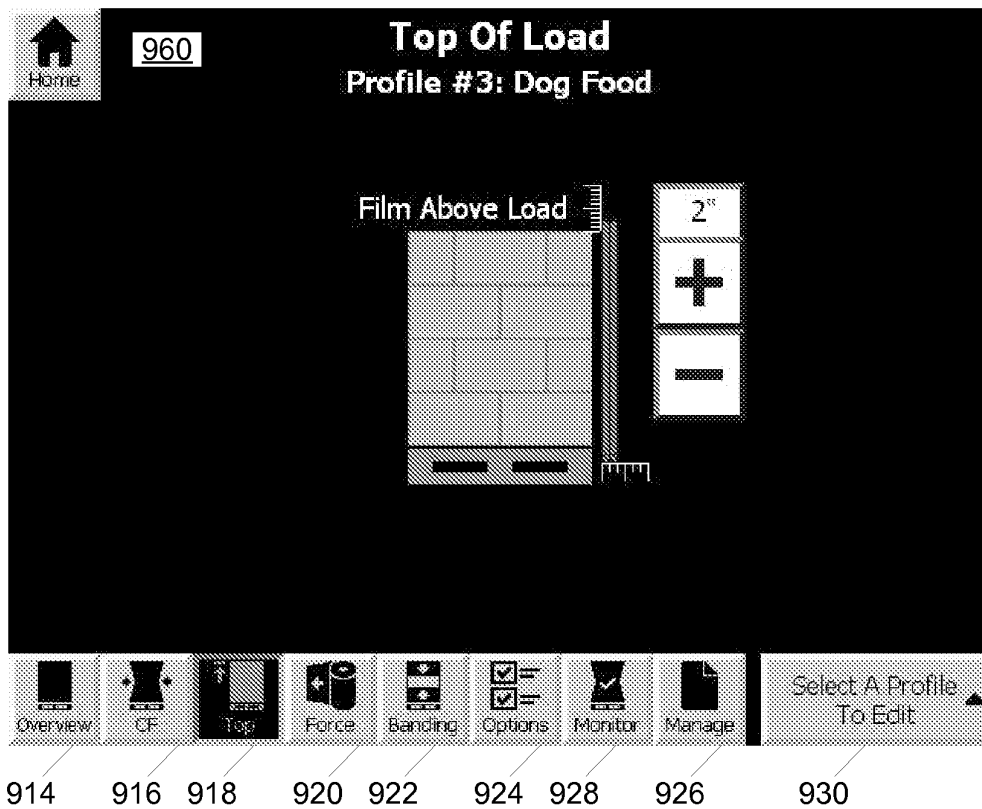 Home
960
Top Of Load
Profile #3: Dog Food
Film Above Load
2"
Overview
CF
Top
Force
Banding
Options
Monitor
Manage
Select A Profile
To Edit
914 916 918 920 922 924 928 926 930